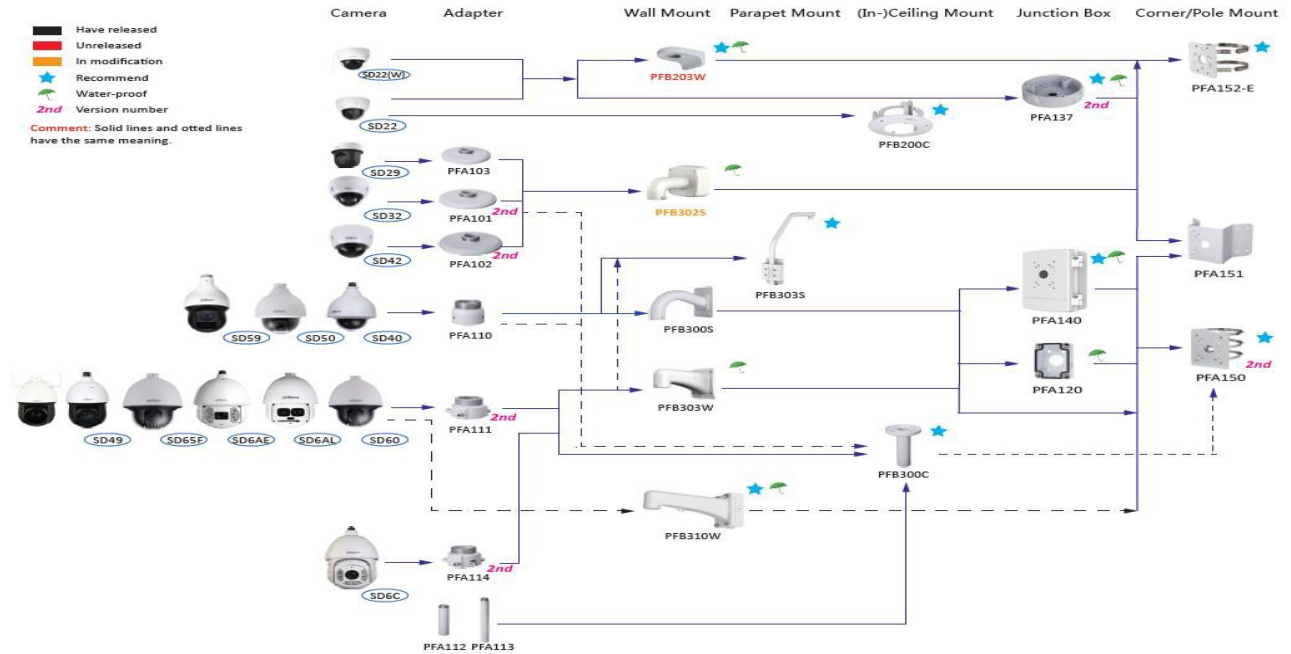 Camera
Adapter
Wall Mount
Parapet Mount
(In-)Ceiling Mount
Junction Box
Corner/Pole Mount
Have released
Unreleased
In modification
Recommend
Water-proof
2nd Version number
Comment: Solid lines and otted lines
have the same meaning.
SD22(W)
PFB203W
PFA152-E
SD22
PFB200C
PFA137
2nd
SD29
PFA103
SD32
PFA101
2nd
PFB302S
SD42
PFA102
2nd
PFB303S
PFA151
SD59
SD50
SD40
PFA110
PFB300S
PFA140
SD49
SD65F
SD6AE
SD6AL
SD60
PFA111
2nd
PFB303W
PFA120
PFA150
2nd
PFB300C
PFB310W
SD6C
PFA114
2nd
PFA112
PFA113